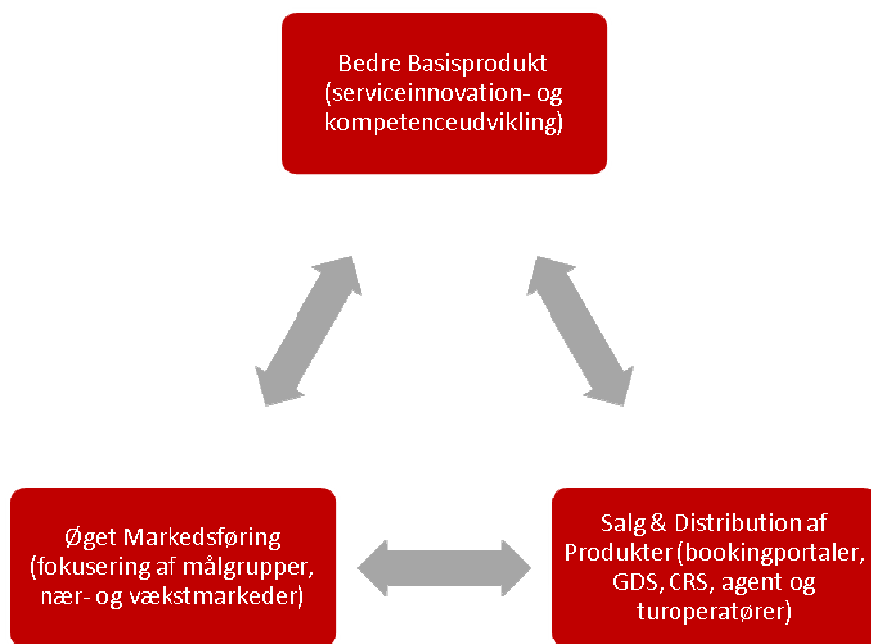 Bedre Basisprodukt
(serviceinnovation- og
kompetenceudvikling)
Øget Markedsføring
(fokusering af målgrupper,
nær- og vækstmarkeder)
Salg & Distribution af
Produkter (bookingportaler,
GDS, CRS, agent og
turoperatører)